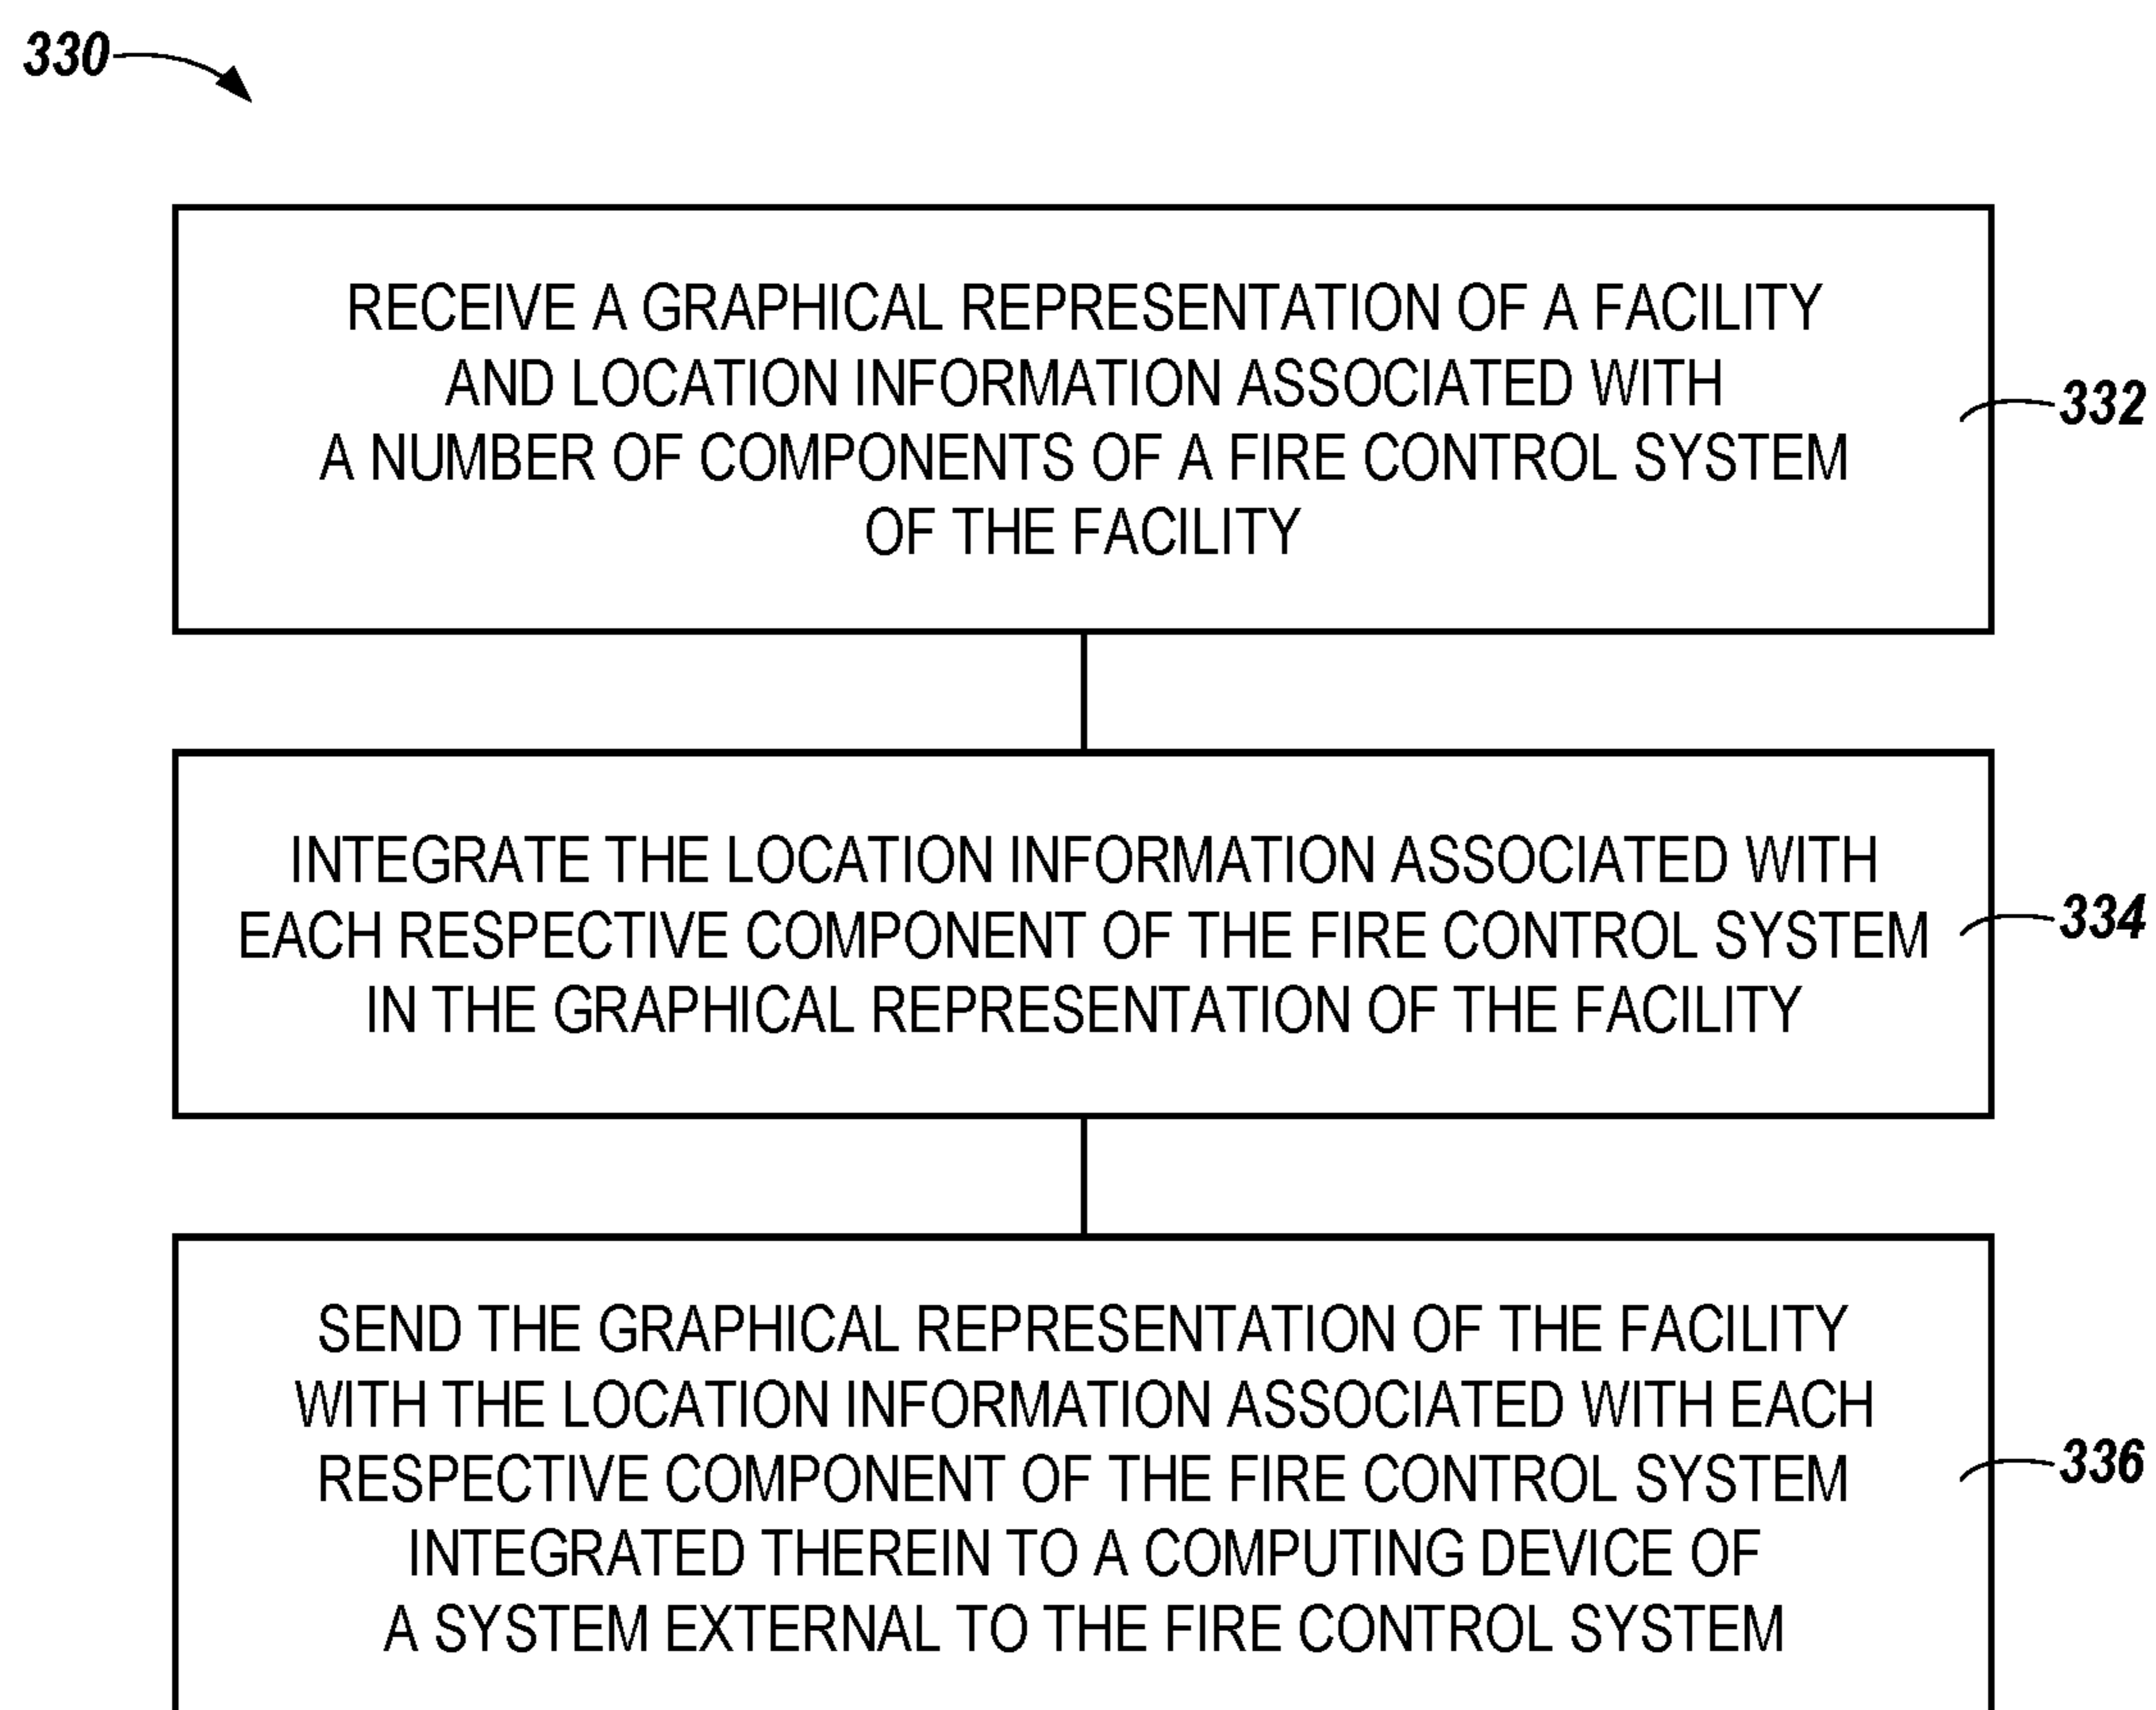 330
RECEIVE A GRAPHICAL REPRESENTATION OF A FACILITY
AND LOCATION INFORMATION ASSOCIATED WITH
A NUMBER OF COMPONENTS OF A FIRE CONTROL SYSTEM
OF THE FACILITY
332
INTEGRATE THE LOCATION INFORMATION ASSOCIATED WITH
EACH RESPECTIVE COMPONENT OF THE FIRE CONTROL SYSTEM
IN THE GRAPHICAL REPRESENTATION OF THE FACILITY
334
SEND THE GRAPHICAL REPRESENTATION OF THE FACILITY
WITH THE LOCATION INFORMATION ASSOCIATED WITH EACH
RESPECTIVE COMPONENT OF THE FIRE CONTROL SYSTEM
INTEGRATED THEREIN TO A COMPUTING DEVICE OF
A SYSTEM EXTERNAL TO THE FIRE CONTROL SYSTEM
336